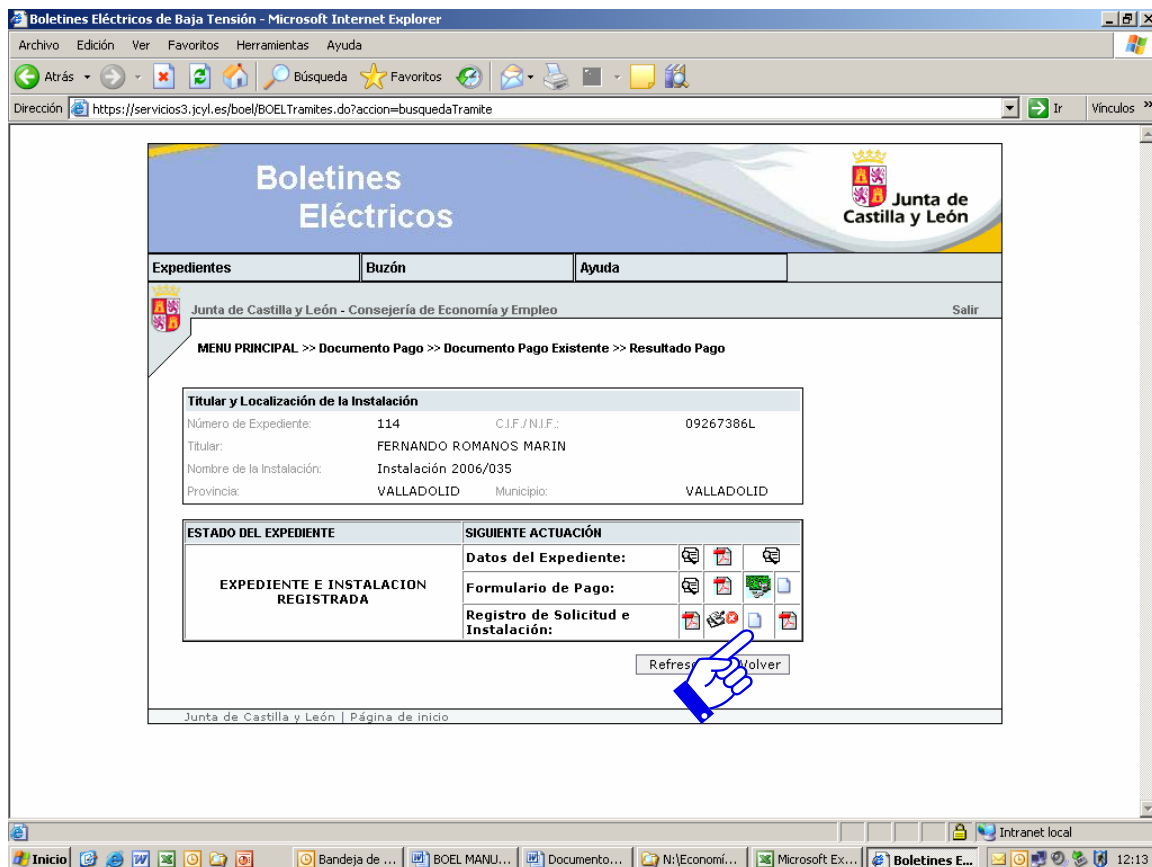 Boletines Eléctricos de Baja Tensión - Microsoft Internet Explorer
Archivo Edición Ver Favoritos Herramientas Ayuda
Atrás Búsqueda Favoritos
Dirección https://servicios3.jcyl.es/boel/BOELTramites.do?accion=busquedaTramite Ir Vínculos »
Boletines
Eléctricos
Junta de
Castilla y León
Expedientes Buzón Ayuda
Junta de Castilla y León - Consejería de Economía y Empleo Salir
MENU PRINCIPAL >> Documento Pago >> Documento Pago Existente >> Resultado Pago
Titular y Localización de la Instalación
Número de Expediente: 114 C.I.F./N.I.F.: 09267386L
Titular: FERNANDO ROMANOS MARIN
Nombre de la Instalación: Instalación 2006/035
Provincia: VALLADOLID Municipio: VALLADOLID
ESTADO DEL EXPEDIENTE SIGUIENTE ACTUACIÓN
Datos del Expediente:
EXPEDIENTE E INSTALACION
REGISTRADA
Formulario de Pago:
Registro de Solicitud e
Instalación:
Refresc Volver
Junta de Castilla y León | Página de inicio
Intranet local
Inicio Bandeja de ... BOEL MANU... Documento... N:\Economí... Microsoft Ex... Boletines E... 12:13